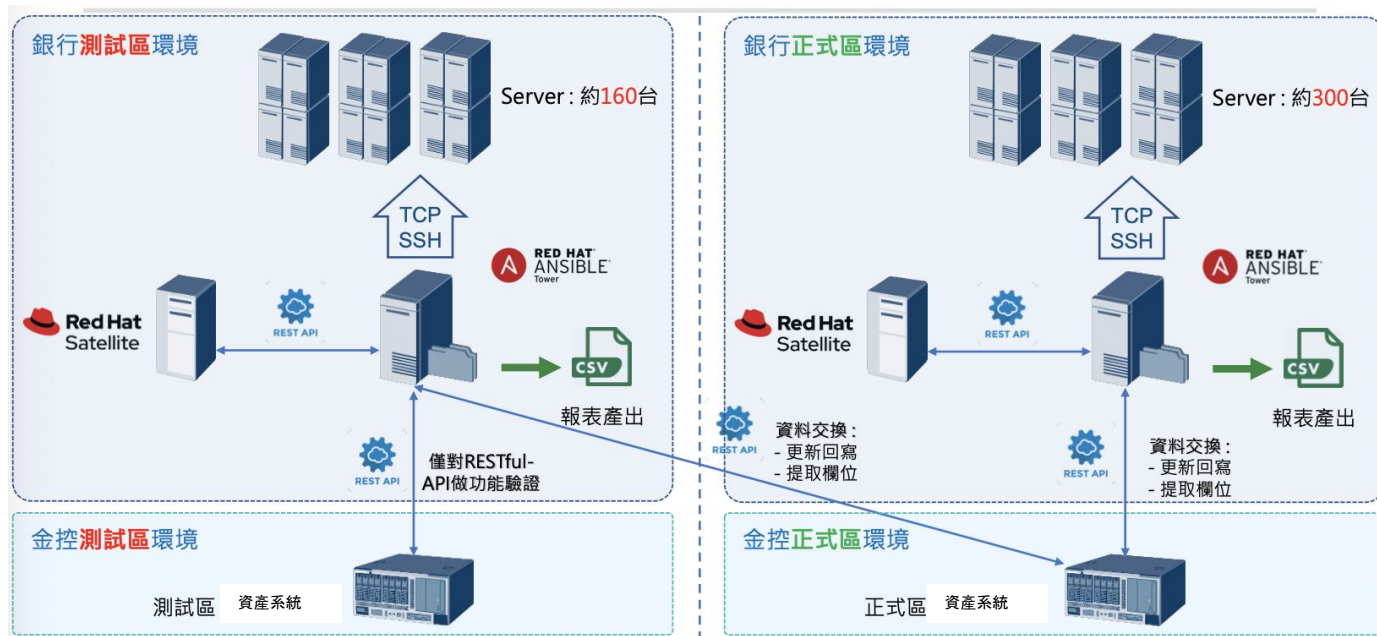 銀行測試區環境
Server : 約160台
TCP
SSH
RED HAT
ANSIBLE
Tower
Red Hat
Satellite
REST API
CSV
報表產出
REST API
僅對RESTful-
API做功能驗證
金控測試區環境
測試區 資產系統
銀行正式區環境
Server : 約300台
TCP
SSH
RED HAT
ANSIBLE
Tower
Red Hat
Satellite
REST API
CSV
報表產出
REST API
資料交換 :
- 更新回寫
- 提取欄位
REST API
資料交換 :
- 更新回寫
- 提取欄位
金控正式區環境
正式區 資產系統